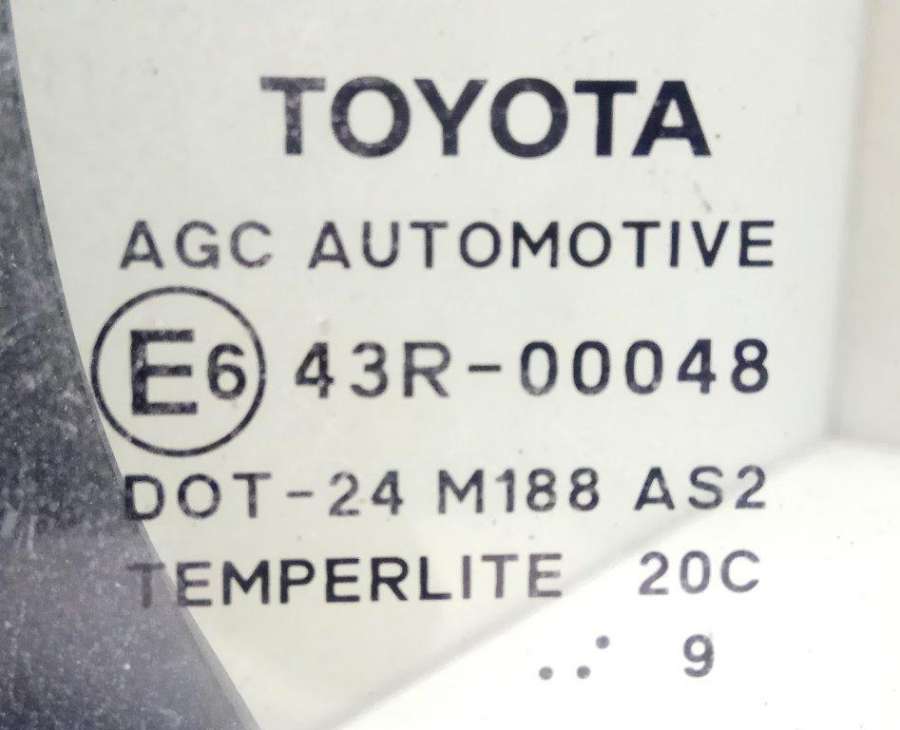 TOYOTA
AGC AUTOMOTIVE
E6 43R-00048
DOT-24 M188 AS2
TEMPERLITE 20C
..· 9